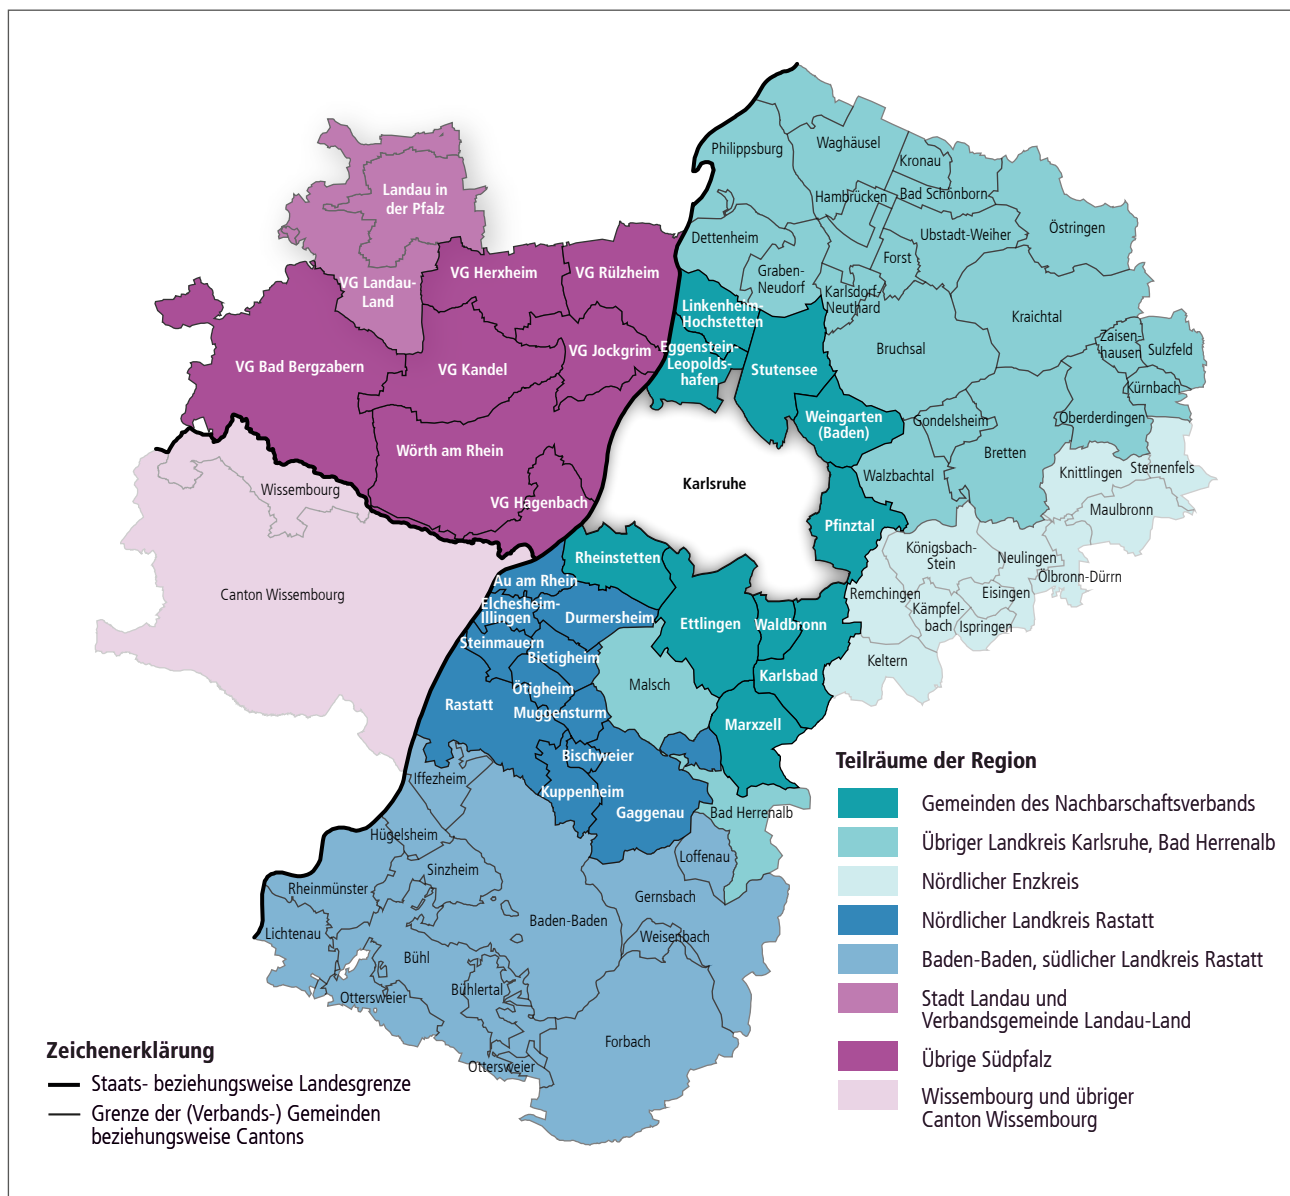 Philippsburg
Waghäusel
Kronau
Bad Schönborn
Hambrücken
Östringen
Ubstadt-Weiher
Dettenheim
Forst
Graben-
Neudorf
Karlsdorf-
Neuthard
Kraichtal
Zaisen-
hausen
Sulzfeld
Bruchsal
Kürnbach
Oberderdingen
Gondelsheim
Bretten
Walzbachtal
Knittlingen
Sternenfels
Maulbronn
Königsbach-
Stein
Neulingen
Ölbronn-Dürrn
Remchingen
Eisingen
Kämpfel-
bach
Ispringen
Keltern
Landau in
der Pfalz
VG Landau-
Land
VG Herxheim
VG Rülzheim
VG Bad Bergzabern
VG Kandel
VG Jockgrim
Wörth am Rhein
VG Hagenbach
Wissembourg
Canton Wissembourg
Linkenheim-
Hochstetten
Eggenstein-
Leopolds-
hafen
Stutensee
Weingarten
(Baden)
Karlsruhe
Pfinztal
Rheinstetten
Ettlingen
Waldbronn
Karlsbad
Marxzell
Malsch
Au am Rhein
Elchesheim-
Illingen
Durmersheim
Steinmauern
Bietigheim
Ötigheim
Rastatt
Muggensturm
Bischweier
Kuppenheim
Gaggenau
Bad Herrenalb
Loffenau
Iffezheim
Hügelsheim
Sinzheim
Rheinmünster
Gernsbach
Baden-Baden
Lichtenau
Weisenbach
Bühl
Bühlertal
Ottersweier
Forbach
Ottersweier
Teilräume der Region
Gemeinden des Nachbarschaftsverbands
Übriger Landkreis Karlsruhe, Bad Herrenalb
Nördlicher Enzkreis
Nördlicher Landkreis Rastatt
Baden-Baden, südlicher Landkreis Rastatt
Stadt Landau und
Verbandsgemeinde Landau-Land
Übrige Südpfalz
Wissembourg und übriger
Canton Wissembourg
Zeichenerklärung
Staats- beziehungsweise Landesgrenze
Grenze der (Verbands-) Gemeinden
beziehungsweise Cantons